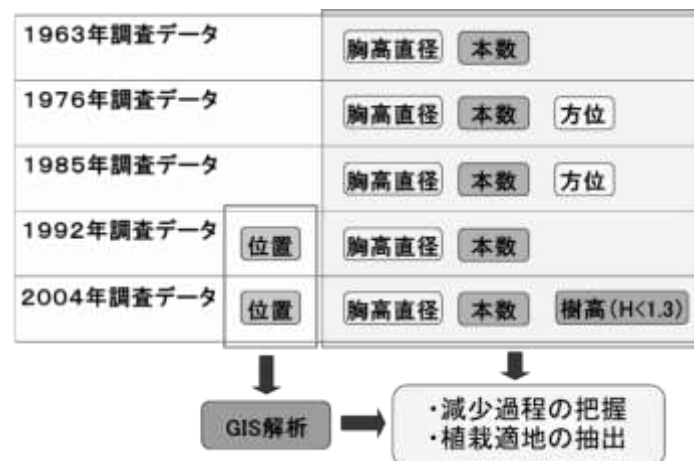 1963年調査データ 胸高直径 本数
1976年調査データ 胸高直径 本数 方位
1985年調査データ 胸高直径 本数 方位
1992年調査データ 位置 胸高直径 本数
2004年調査データ 位置 胸高直径 本数 樹高(H<1.3)
GIS解析
・減少過程の把握
・植栽適地の抽出